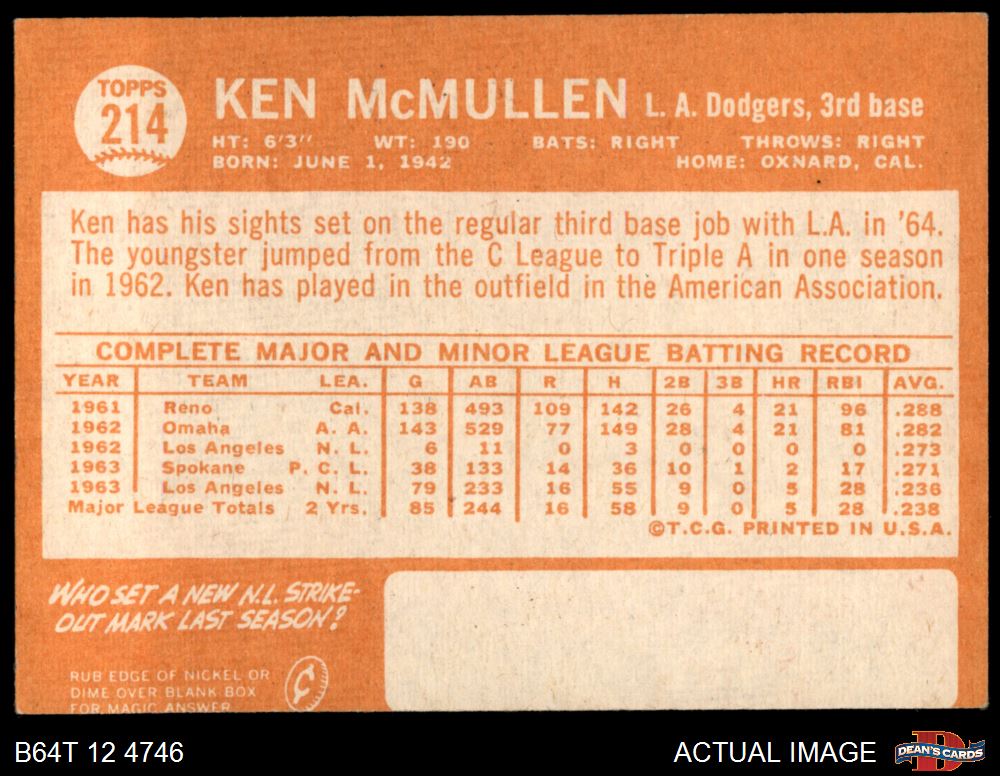 TOPPS
214
KEN McMULLEN L. A. Dodgers, 3rd base
HT: 6'3" WT: 190 BATS: RIGHT THROWS: RIGHT
BORN: JUNE 1, 1942 HOME: OXNARD, CAL.
Ken has his sights set on the regular third base job with L.A. in '64.
The youngster jumped from the C League to Triple A in one season
in 1962. Ken has played in the outfield in the American Association.
COMPLETE MAJOR AND MINOR LEAGUE BATTING RECORD
YEAR TEAM LEA. G AB R H 2B 3B HR RBI AVG.
1961 Reno Cal. 138 493 109 142 26 4 21 96 .288
1962 Omaha A. A. 143 529 77 149 28 4 21 81 .282
1962 Los Angeles N. L. 6 11 0 3 0 0 0 0 .273
1963 Spokane P. C. L. 38 133 14 36 10 1 2 17 .271
1963 Los Angeles N. L. 79 233 16 55 9 0 5 28 .236
Major League Totals 2 Yrs. 85 244 16 58 9 0 5 28 .238
©T.C.G. PRINTED IN U.S.A.
WHO SET A NEW N.L. STRIKE-
OUT MARK LAST SEASON?
RUB EDGE OF NICKEL OR
DIME OVER BLANK BOX
FOR MAGIC ANSWER
¢
B64T 12 4746
ACTUAL IMAGE
D
DEAN'S CARDS